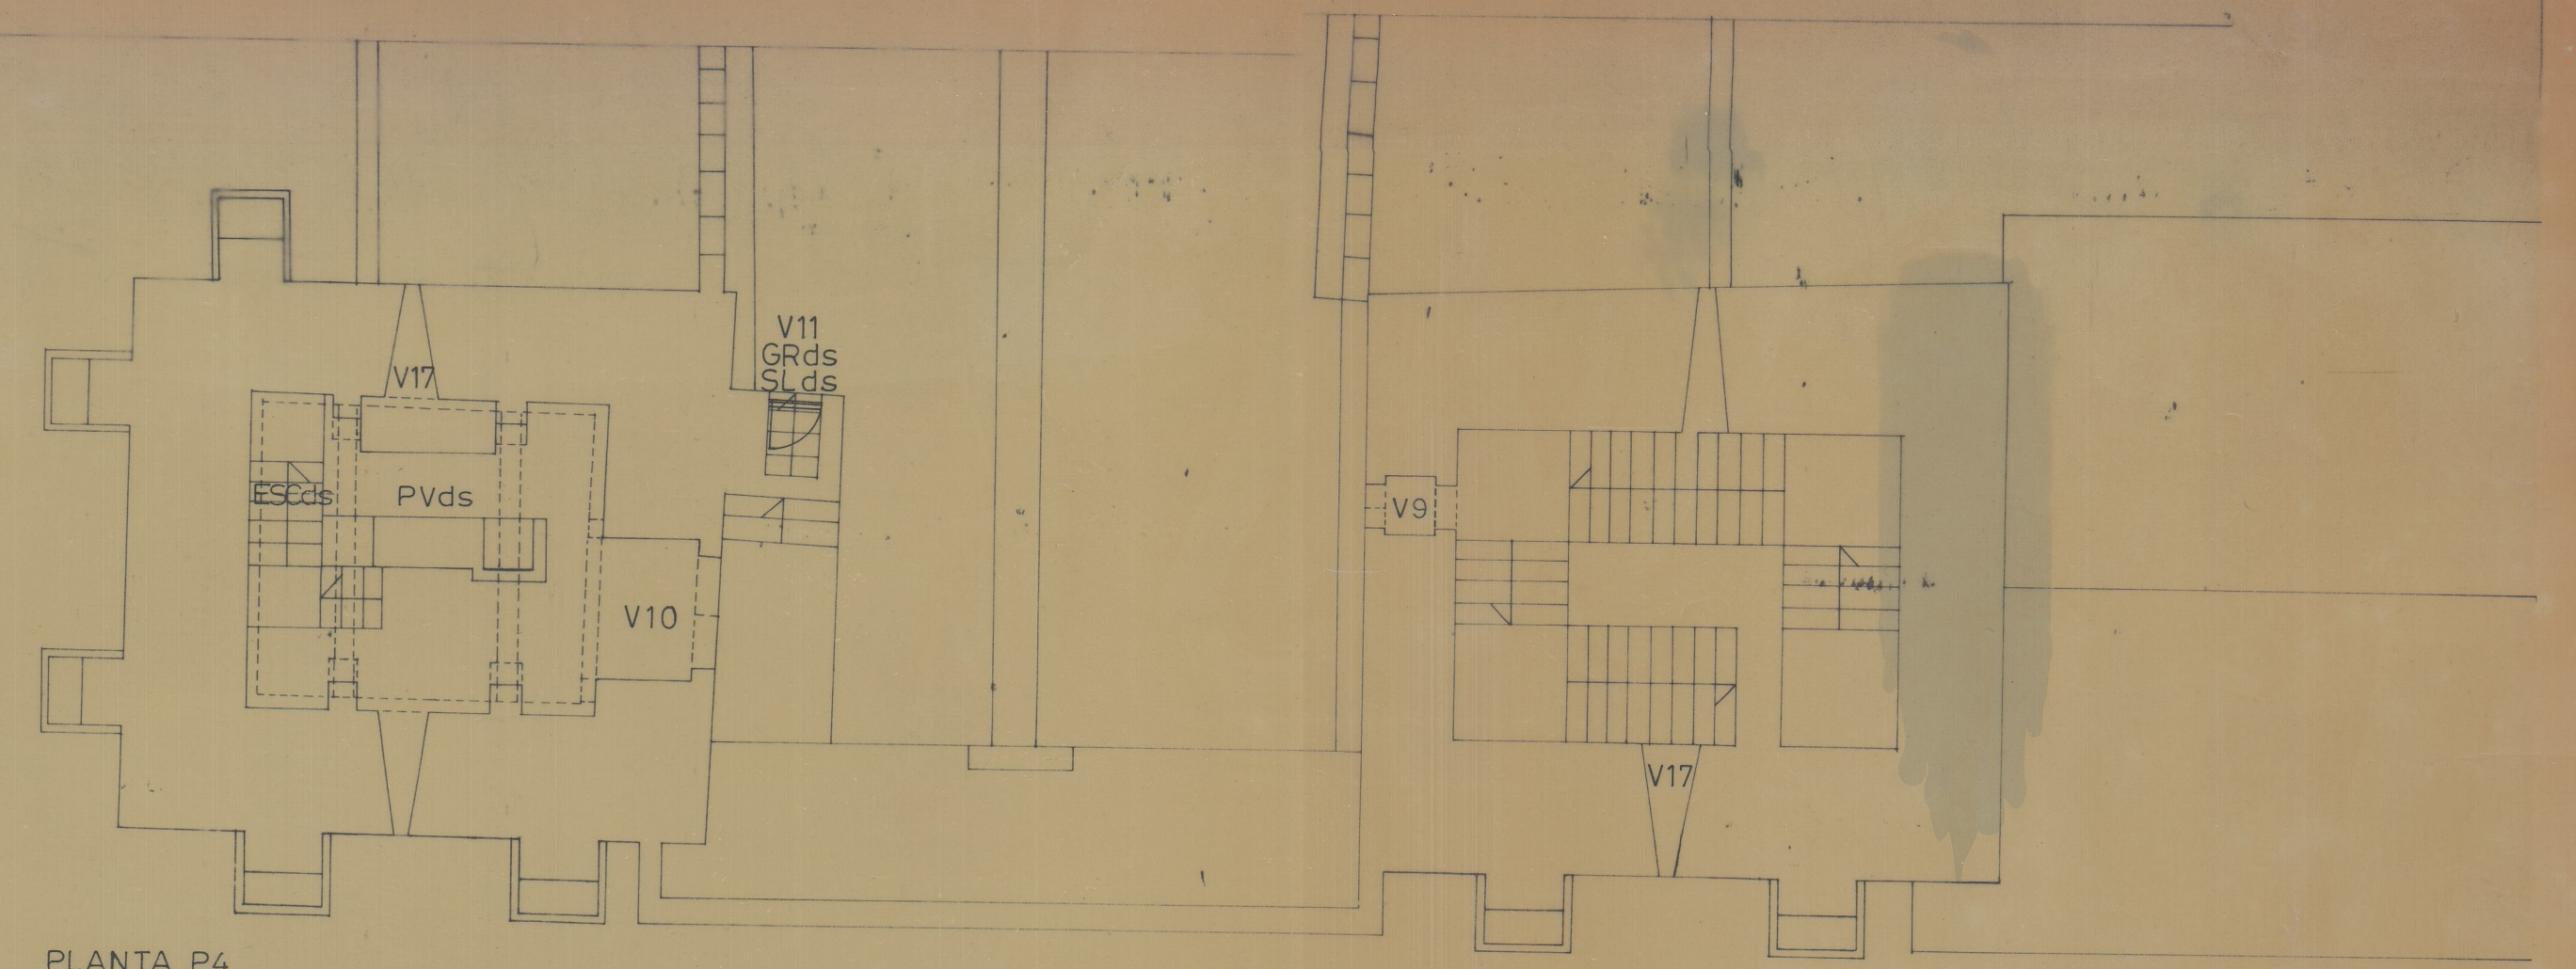 V11
GRds
SLds
V17
ESCds
PVds
V9
V10
V17
PLANTA P4